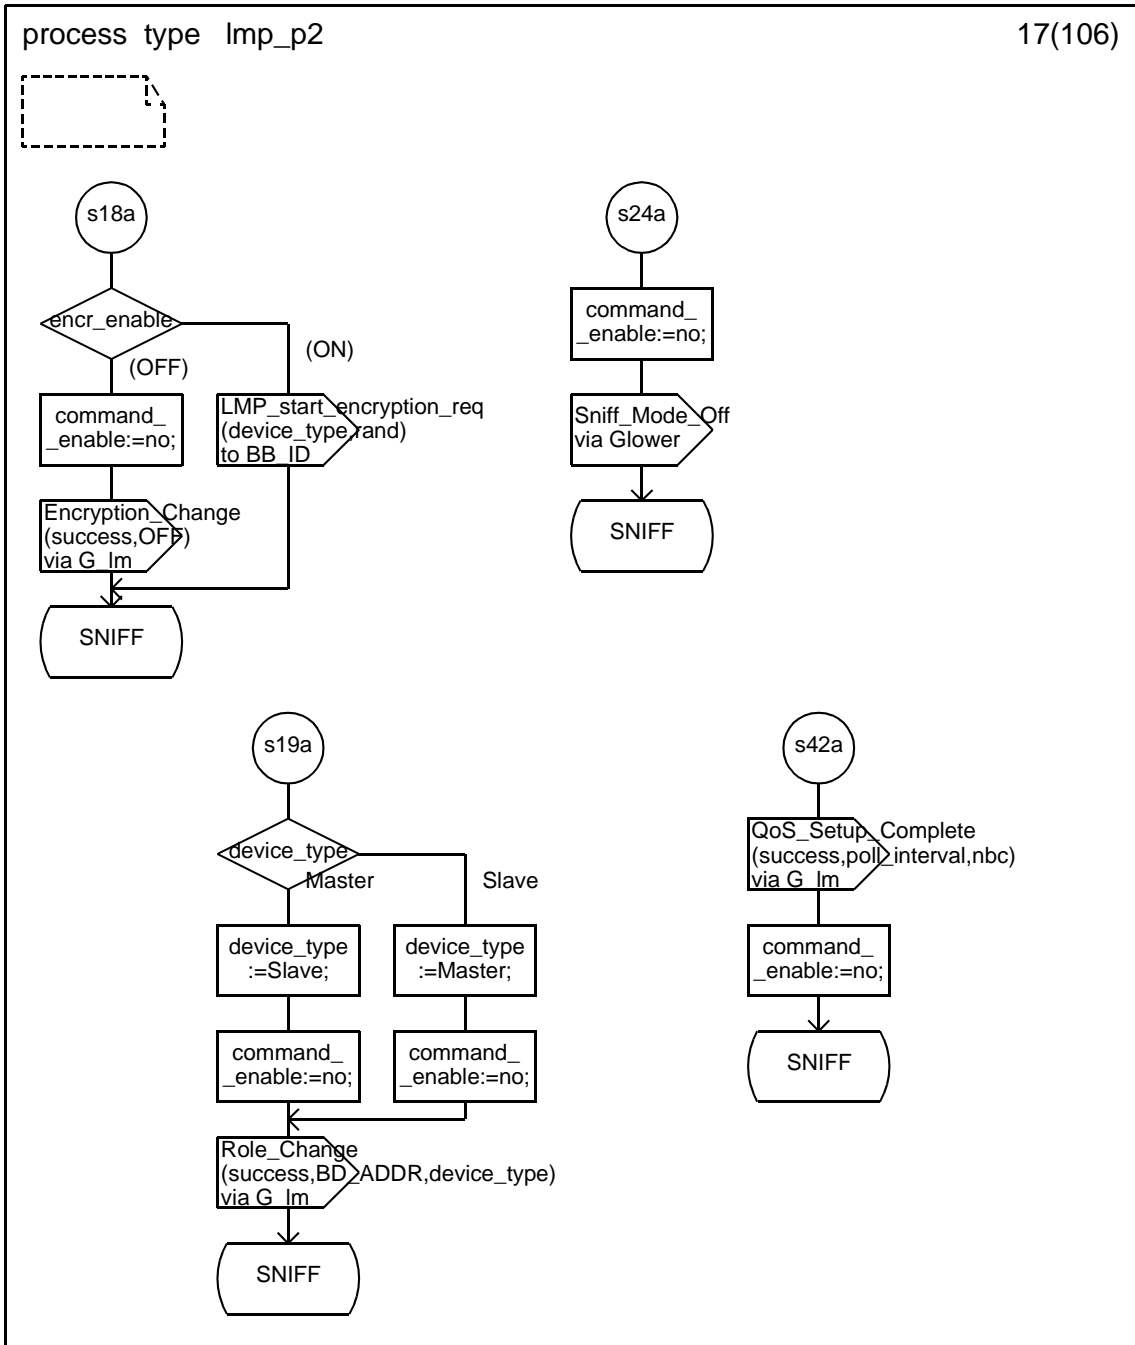 process type lmp_p2
17(106)
s18a
encr_enable
(OFF)
(ON)
command_
_enable:=no;
LMP_start_encryption_req
(device_type,rand)
to BB_ID
Encryption_Change
(success,OFF)
via G_lm
SNIFF
s24a
command_
_enable:=no;
Sniff_Mode_Off
via Glower
SNIFF
s19a
device_type
Master
Slave
device_type
:=Slave;
device_type
:=Master;
command_
_enable:=no;
command_
_enable:=no;
Role_Change
(success,BD_ADDR,device_type)
via G_lm
SNIFF
s42a
QoS_Setup_Complete
(success,poll_interval,nbc)
via G_lm
command_
_enable:=no;
SNIFF